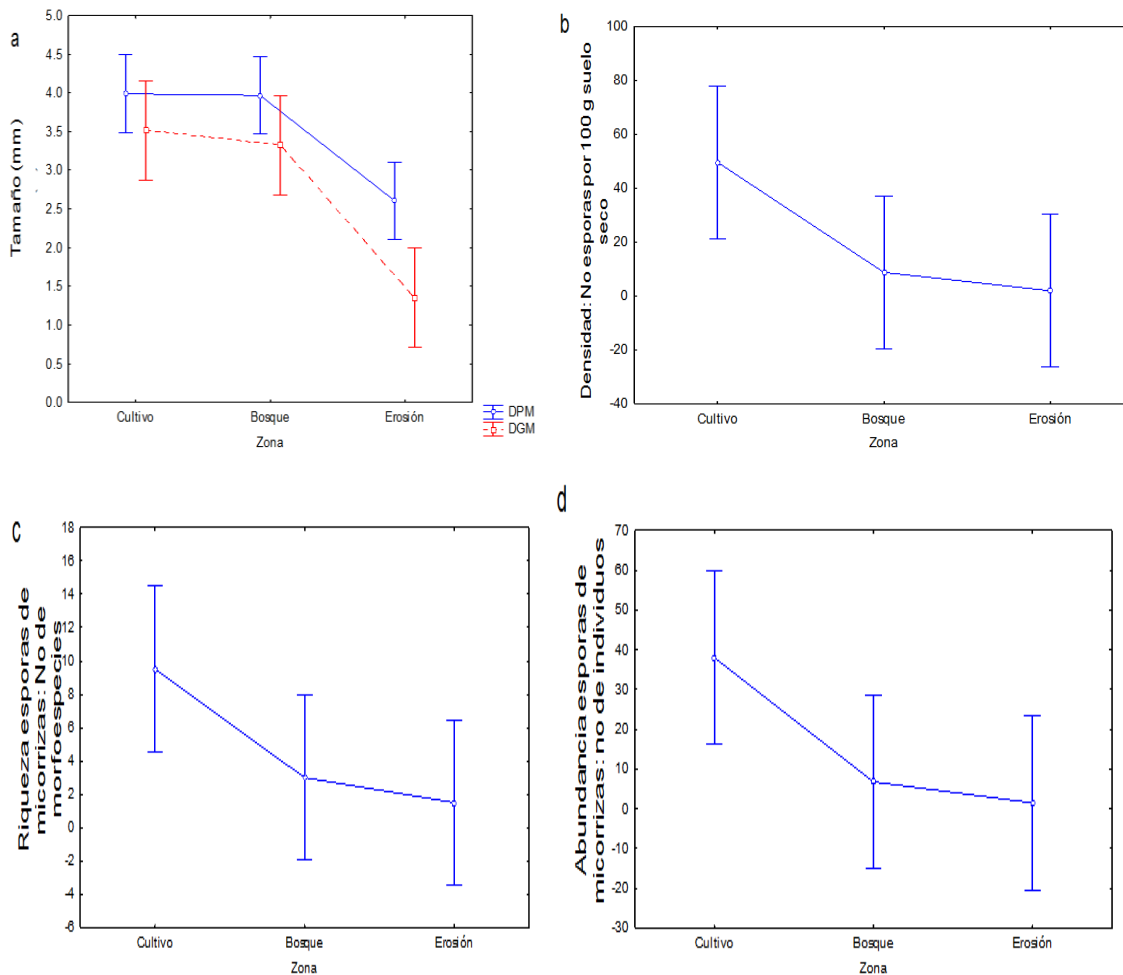 a
5.0
4.5
4.0
3.5
3.0
2.5
2.0
1.5
1.0
0.5
0.0
Tamaño (mm)
Cultivo
Bosque
Erosión
Zona
DPM
DGM
b
100
80
60
40
20
0
-20
-40
Densidad: No esporas por 100 g suelo
seco
Cultivo
Bosque
Erosión
Zona
c
18
16
14
12
10
8
6
4
2
0
-2
-4
-6
Riqueza esporas de
micorrizas: No de
morfoespecies
Cultivo
Bosque
Erosión
Zona
d
70
60
50
40
30
20
10
0
-10
-20
-30
Abundancia esporas de
micorrizas: no de individuos
Cultivo
Bosque
Erosión
Zona